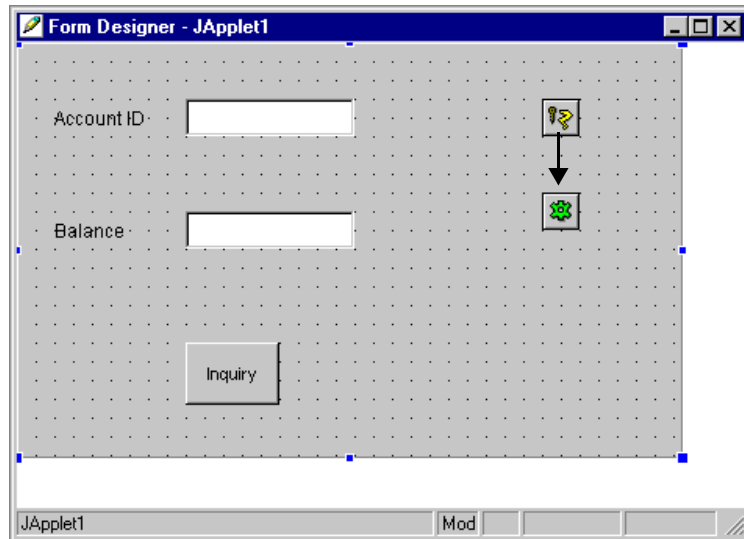 Form Designer - JApplet1
Account ID
Balance
Inquiry
JApplet1 Mod